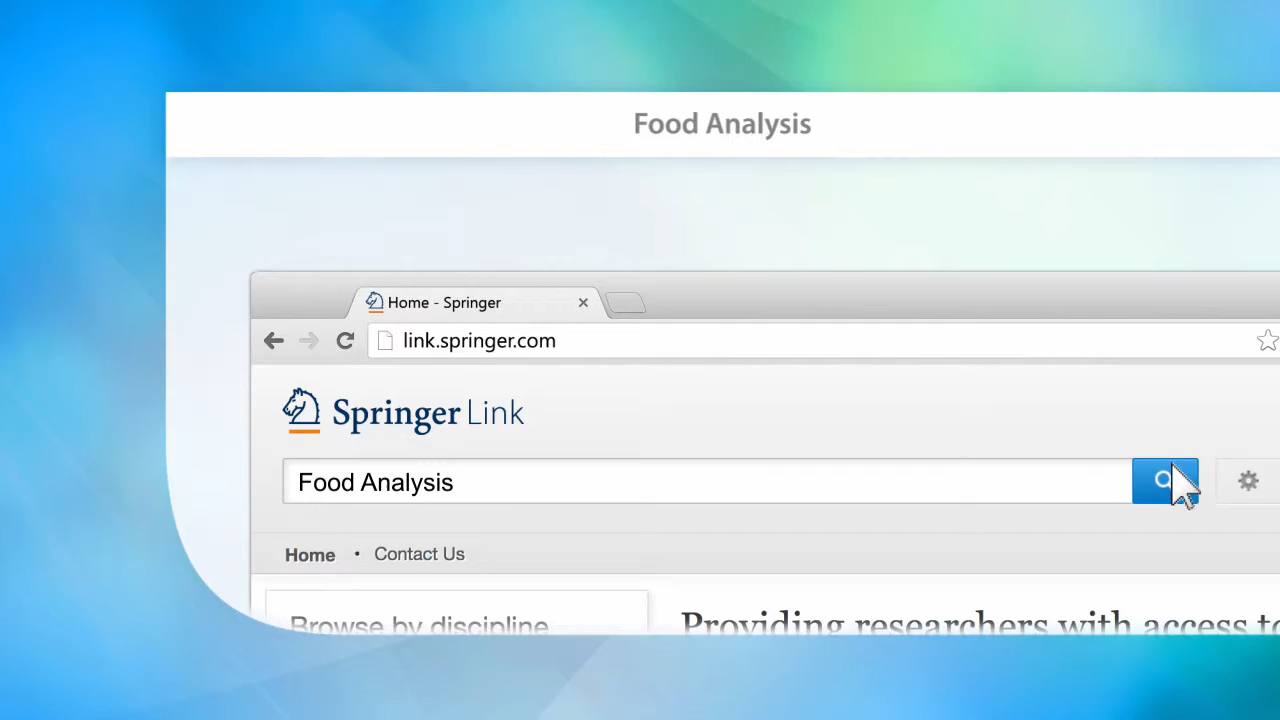 Food Analysis
Home - Springer
link.springer.com
Springer Link
Food Analysis
Home • Contact Us
Browse by discipline
Providing researchers with access to